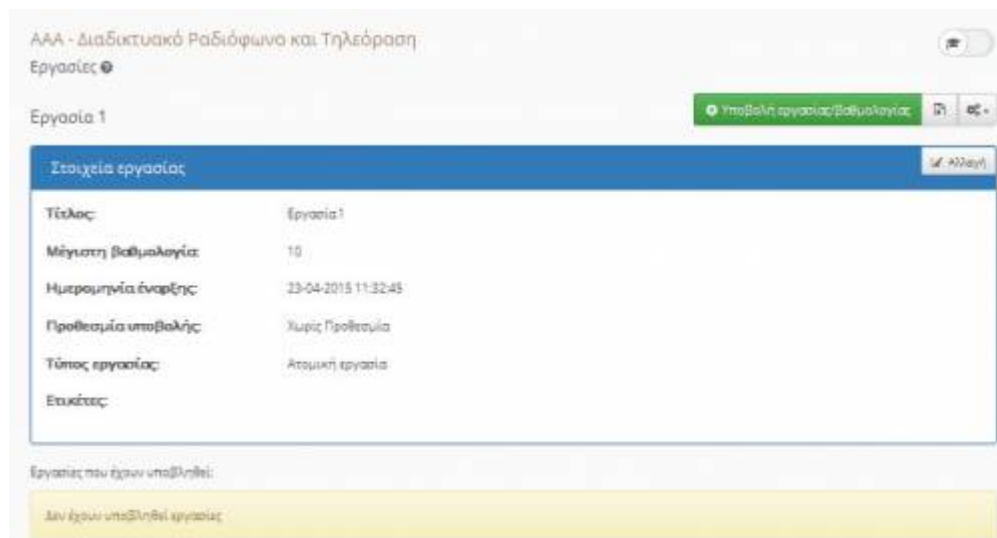 ΑΑΑ - Διαδικτυακό Ραδιόφωνο και Τηλεόραση
Εργασίες
Εργασία 1
Υποβολή εργασίας/βαθμολογίας
Στοιχεία εργασίας
Αλλαγή
Τίτλος: Εργασία1
Μέγιστη βαθμολογία: 10
Ημερομηνία έναρξης: 23-04-2015 11:32:45
Προθεσμία υποβολής: Χωρίς Προθεσμία
Τύπος εργασίας: Ατομική εργασία
Ετικέτες:
Εργασίες που έχουν υποβληθεί:
Δεν έχουν υποβληθεί εργασίες